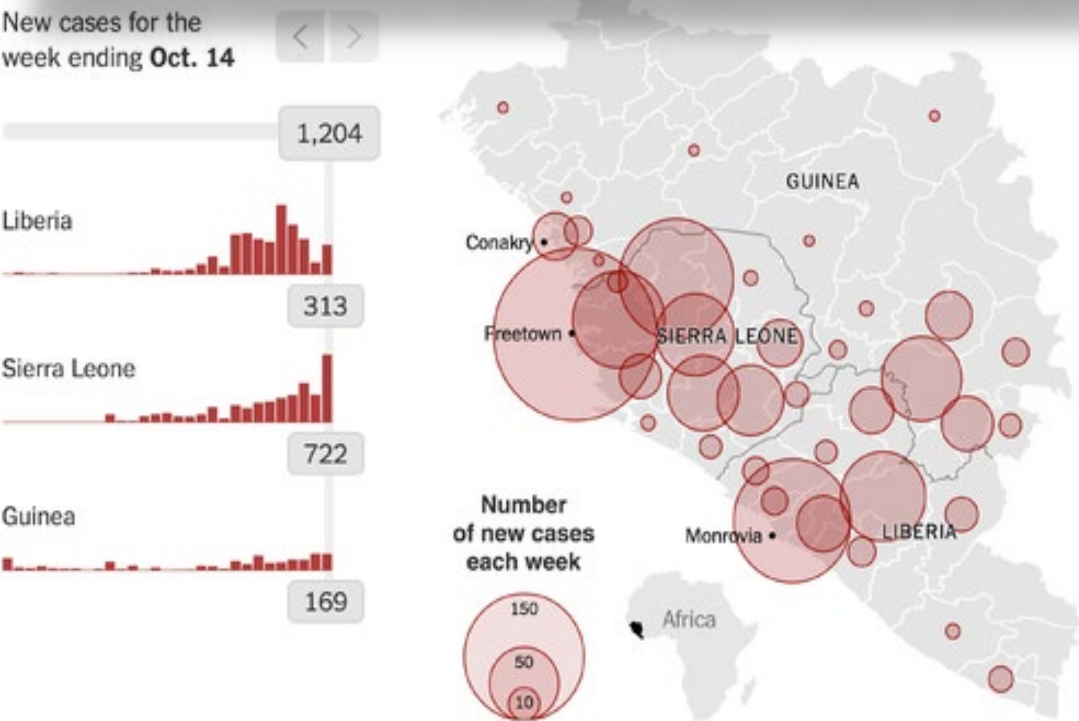 New cases for the
week ending Oct. 14
1,204
Liberia
313
Sierra Leone
722
Guinea
169
GUINEA
Conakry
Freetown
SIERRA LEONE
Monrovia
LIBERIA
Number
of new cases
each week
150
50
10
Africa